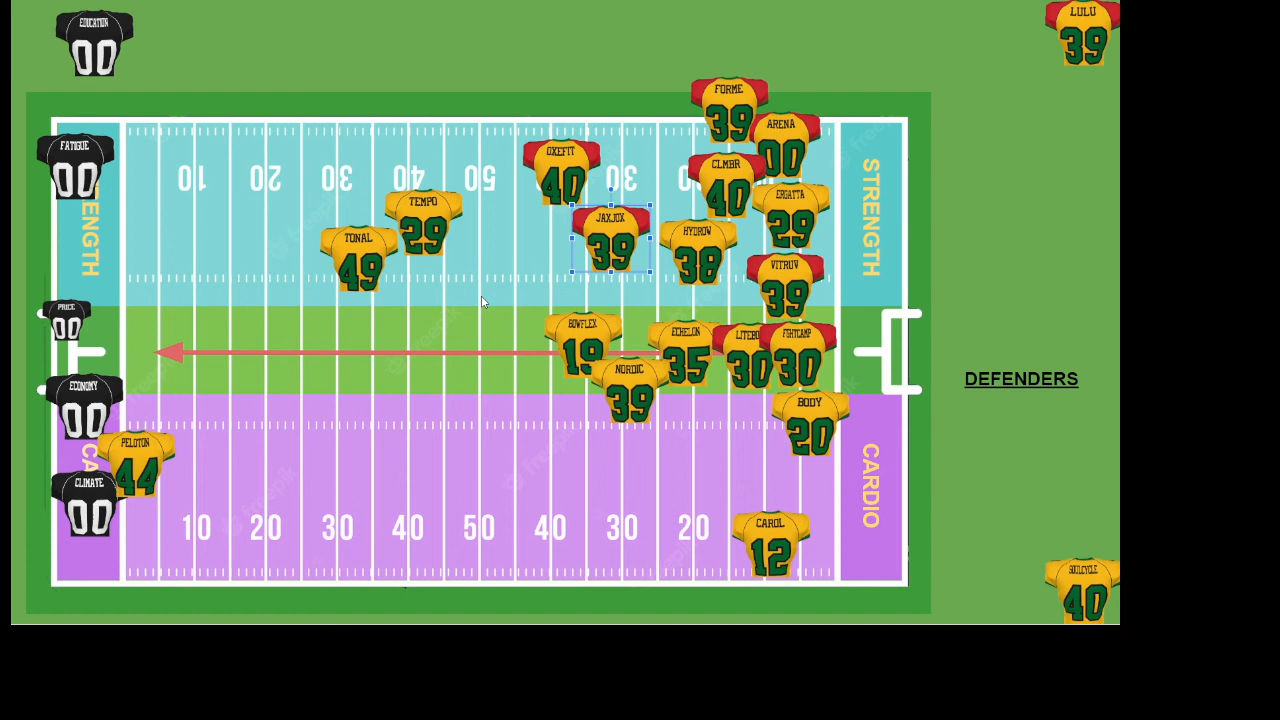 EDUCATION
00
LULU
39
FORME
39
ARENA
00
FATIGUE
00
OXEFIT
40
CLMBR
40
10
20
30
40
50
30
STRENGTH
TEMPO
29
ERGATTA
29
JAXJOX
39
HYDROW
38
TONAL
49
VITRUV
39
PRICE
00
BOWFLEX
19
ECHELON
35
LITEBO
30
FGHTCAMP
30
NORDIC
39
DEFENDERS
ECONOMY
00
BODY
20
PELOTON
44
CLIMATE
00
CARDIO
10
20
30
40
50
40
30
20
CAROL
12
SOULCYCLE
40